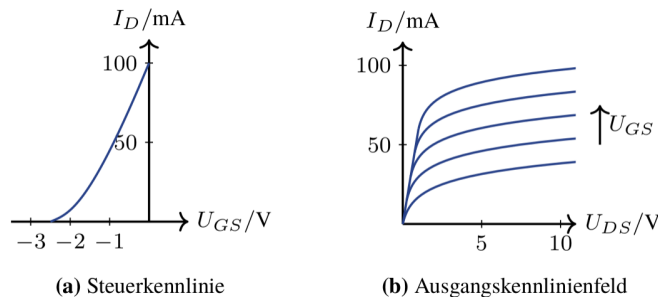 I_D/mA
100
50
U_GS/V
−3 −2 −1
(a) Steuerkennlinie
I_D/mA
100
50
U_GS
U_DS/V
5 10
(b) Ausgangskennlinienfeld